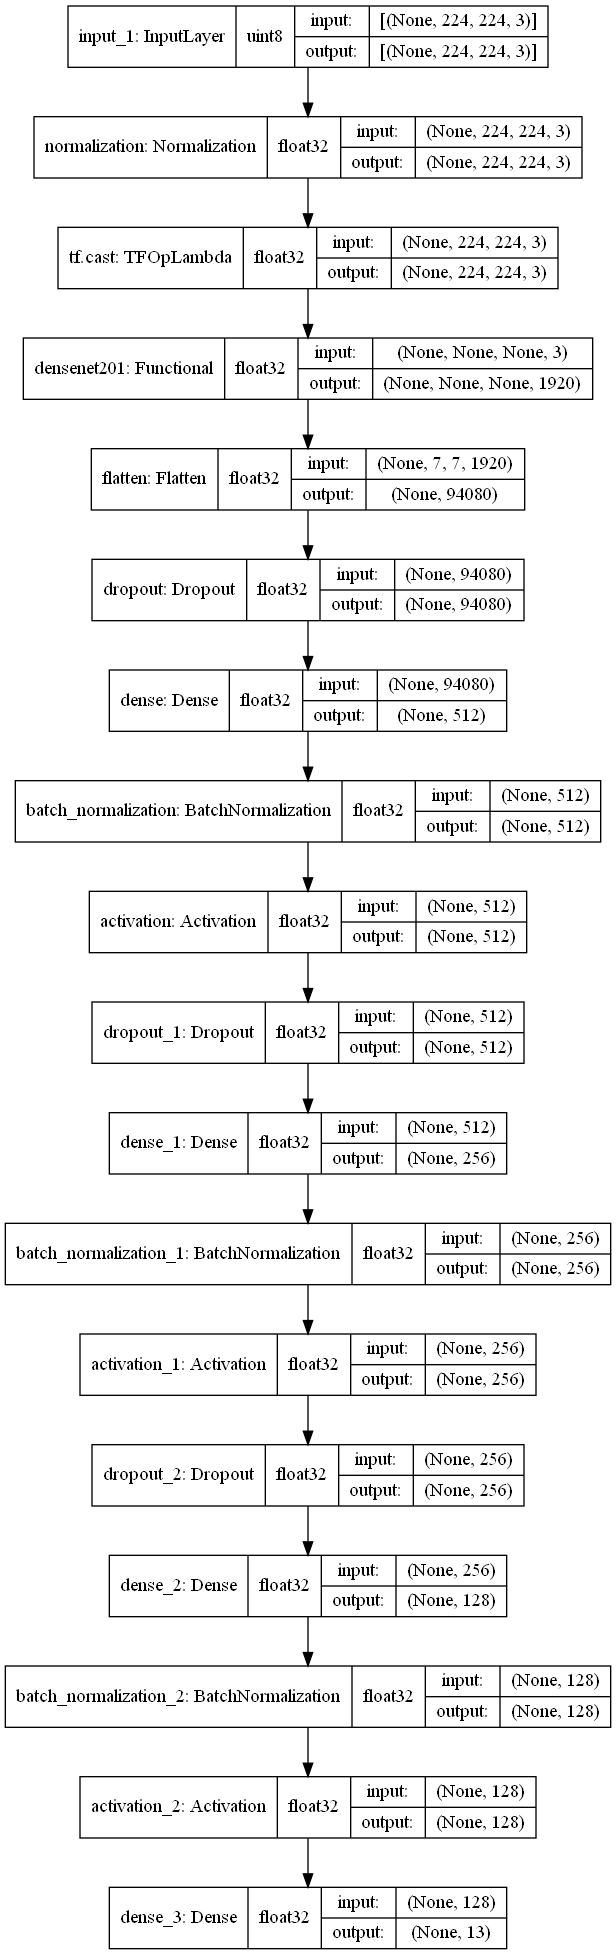 input_1: InputLayer uint8 input: [(None, 224, 224, 3)]
output: [(None, 224, 224, 3)]
normalization: Normalization float32 input: (None, 224, 224, 3)
output: (None, 224, 224, 3)
tf.cast: TFOpLambda float32 input: (None, 224, 224, 3)
output: (None, 224, 224, 3)
densenet201: Functional float32 input: (None, None, None, 3)
output: (None, None, None, 1920)
flatten: Flatten float32 input: (None, 7, 7, 1920)
output: (None, 94080)
dropout: Dropout float32 input: (None, 94080)
output: (None, 94080)
dense: Dense float32 input: (None, 94080)
output: (None, 512)
batch_normalization: BatchNormalization float32 input: (None, 512)
output: (None, 512)
activation: Activation float32 input: (None, 512)
output: (None, 512)
dropout_1: Dropout float32 input: (None, 512)
output: (None, 512)
dense_1: Dense float32 input: (None, 512)
output: (None, 256)
batch_normalization_1: BatchNormalization float32 input: (None, 256)
output: (None, 256)
activation_1: Activation float32 input: (None, 256)
output: (None, 256)
dropout_2: Dropout float32 input: (None, 256)
output: (None, 256)
dense_2: Dense float32 input: (None, 256)
output: (None, 128)
batch_normalization_2: BatchNormalization float32 input: (None, 128)
output: (None, 128)
activation_2: Activation float32 input: (None, 128)
output: (None, 128)
dense_3: Dense float32 input: (None, 128)
output: (None, 13)